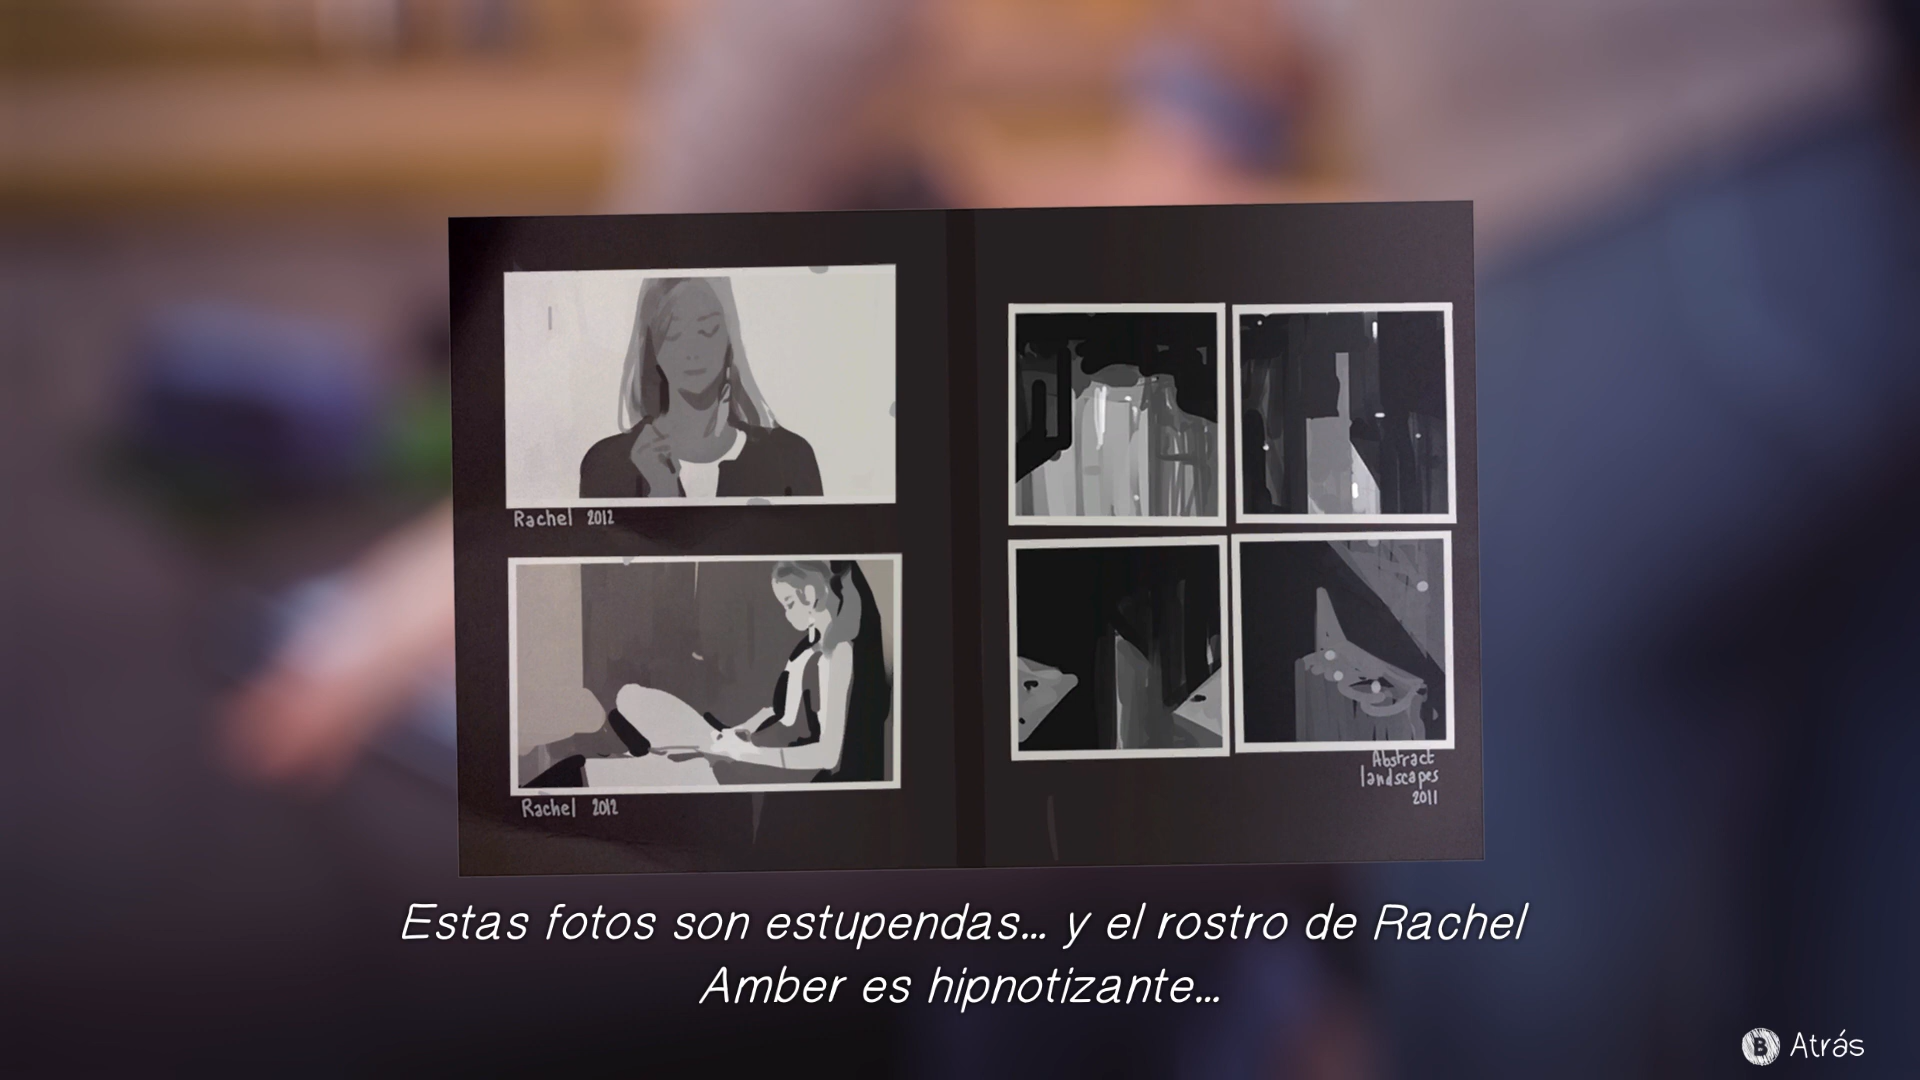 Rachel 2012
Rachel 2012
Abstract
landscapes
2011
Estas fotos son estupendas... y el rostro de Rachel
Amber es hipnotizante...
B Atrás